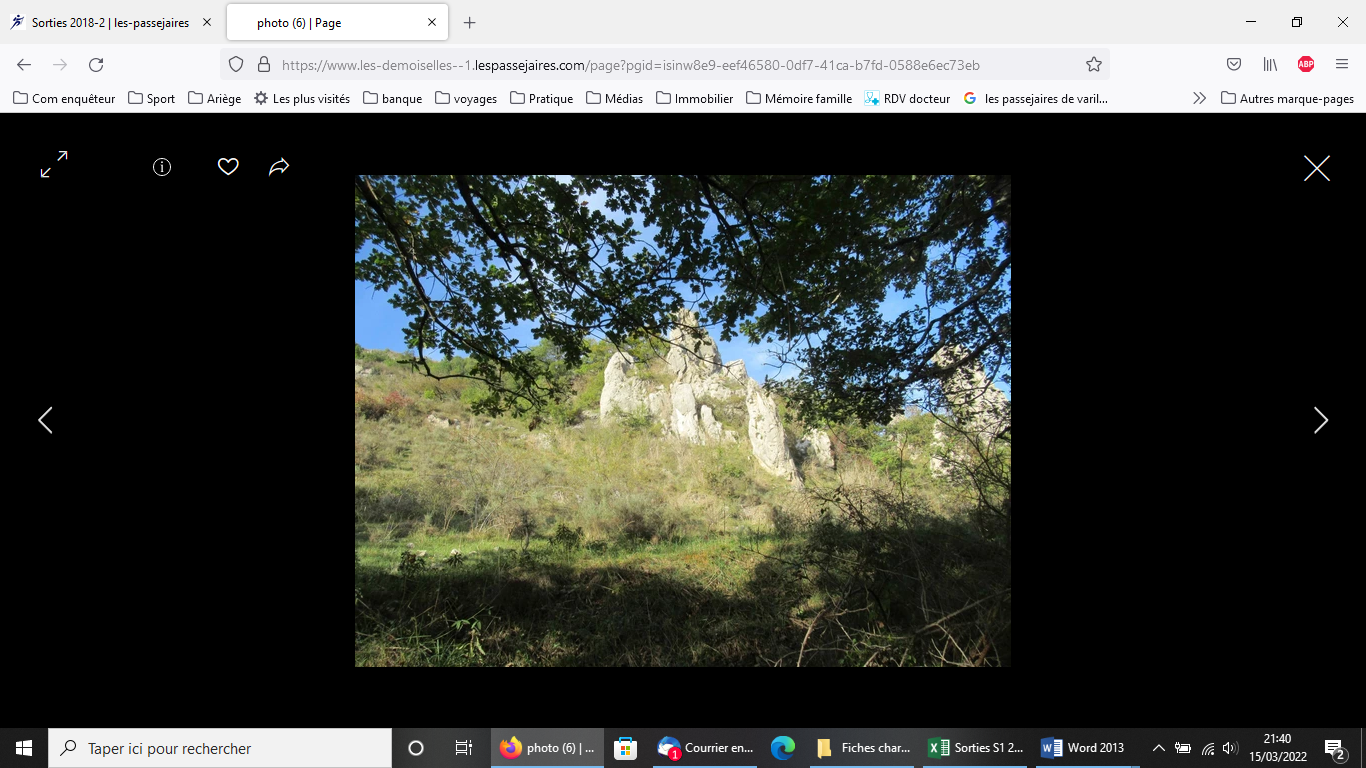 Sorties 2018-2 | les-passejaires
photo (6) | Page
https://www.les-demoiselles--1.lespassejaires.com/page?pgid=isinw8e9-eef46580-0df7-41ca-b7fd-0588e6ec73eb
ABP
Com enquêteur Sport Ariège Les plus visités banque voyages Pratique Médias Immobilier Mémoire famille RDV docteur G les passejaires de varil... Autres marque-pages
Taper ici pour rechercher photo (6) | ... 1 Courrier en... Fiches char... Sorties S1 2... Word 2013 21:40
15/03/2022 2